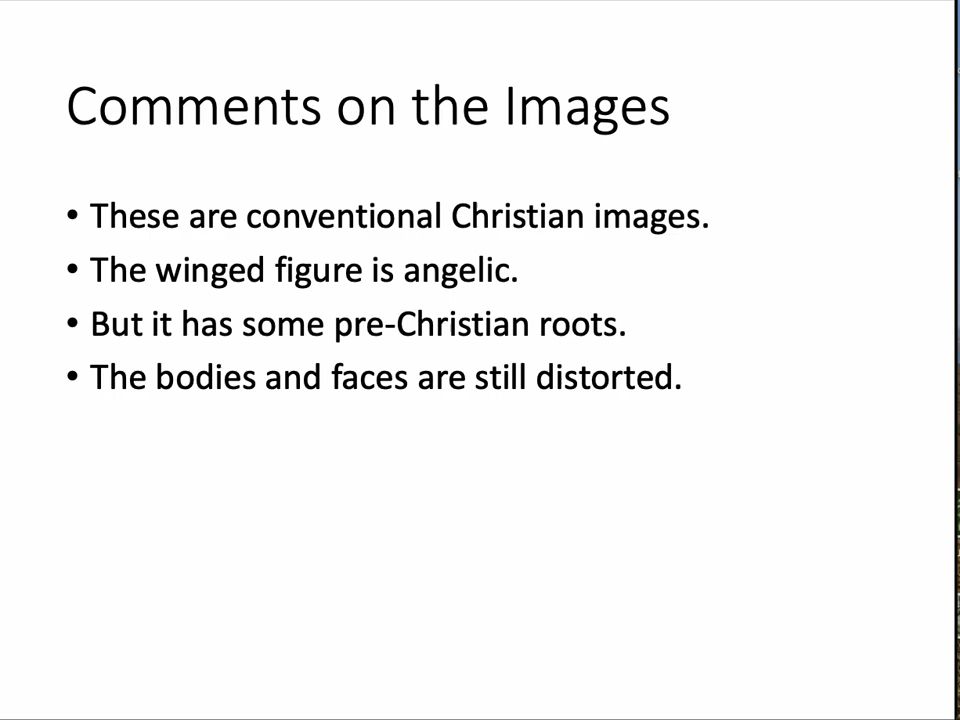 Comments on the Images
• These are conventional Christian images.
• The winged figure is angelic.
• But it has some pre-Christian roots.
• The bodies and faces are still distorted.